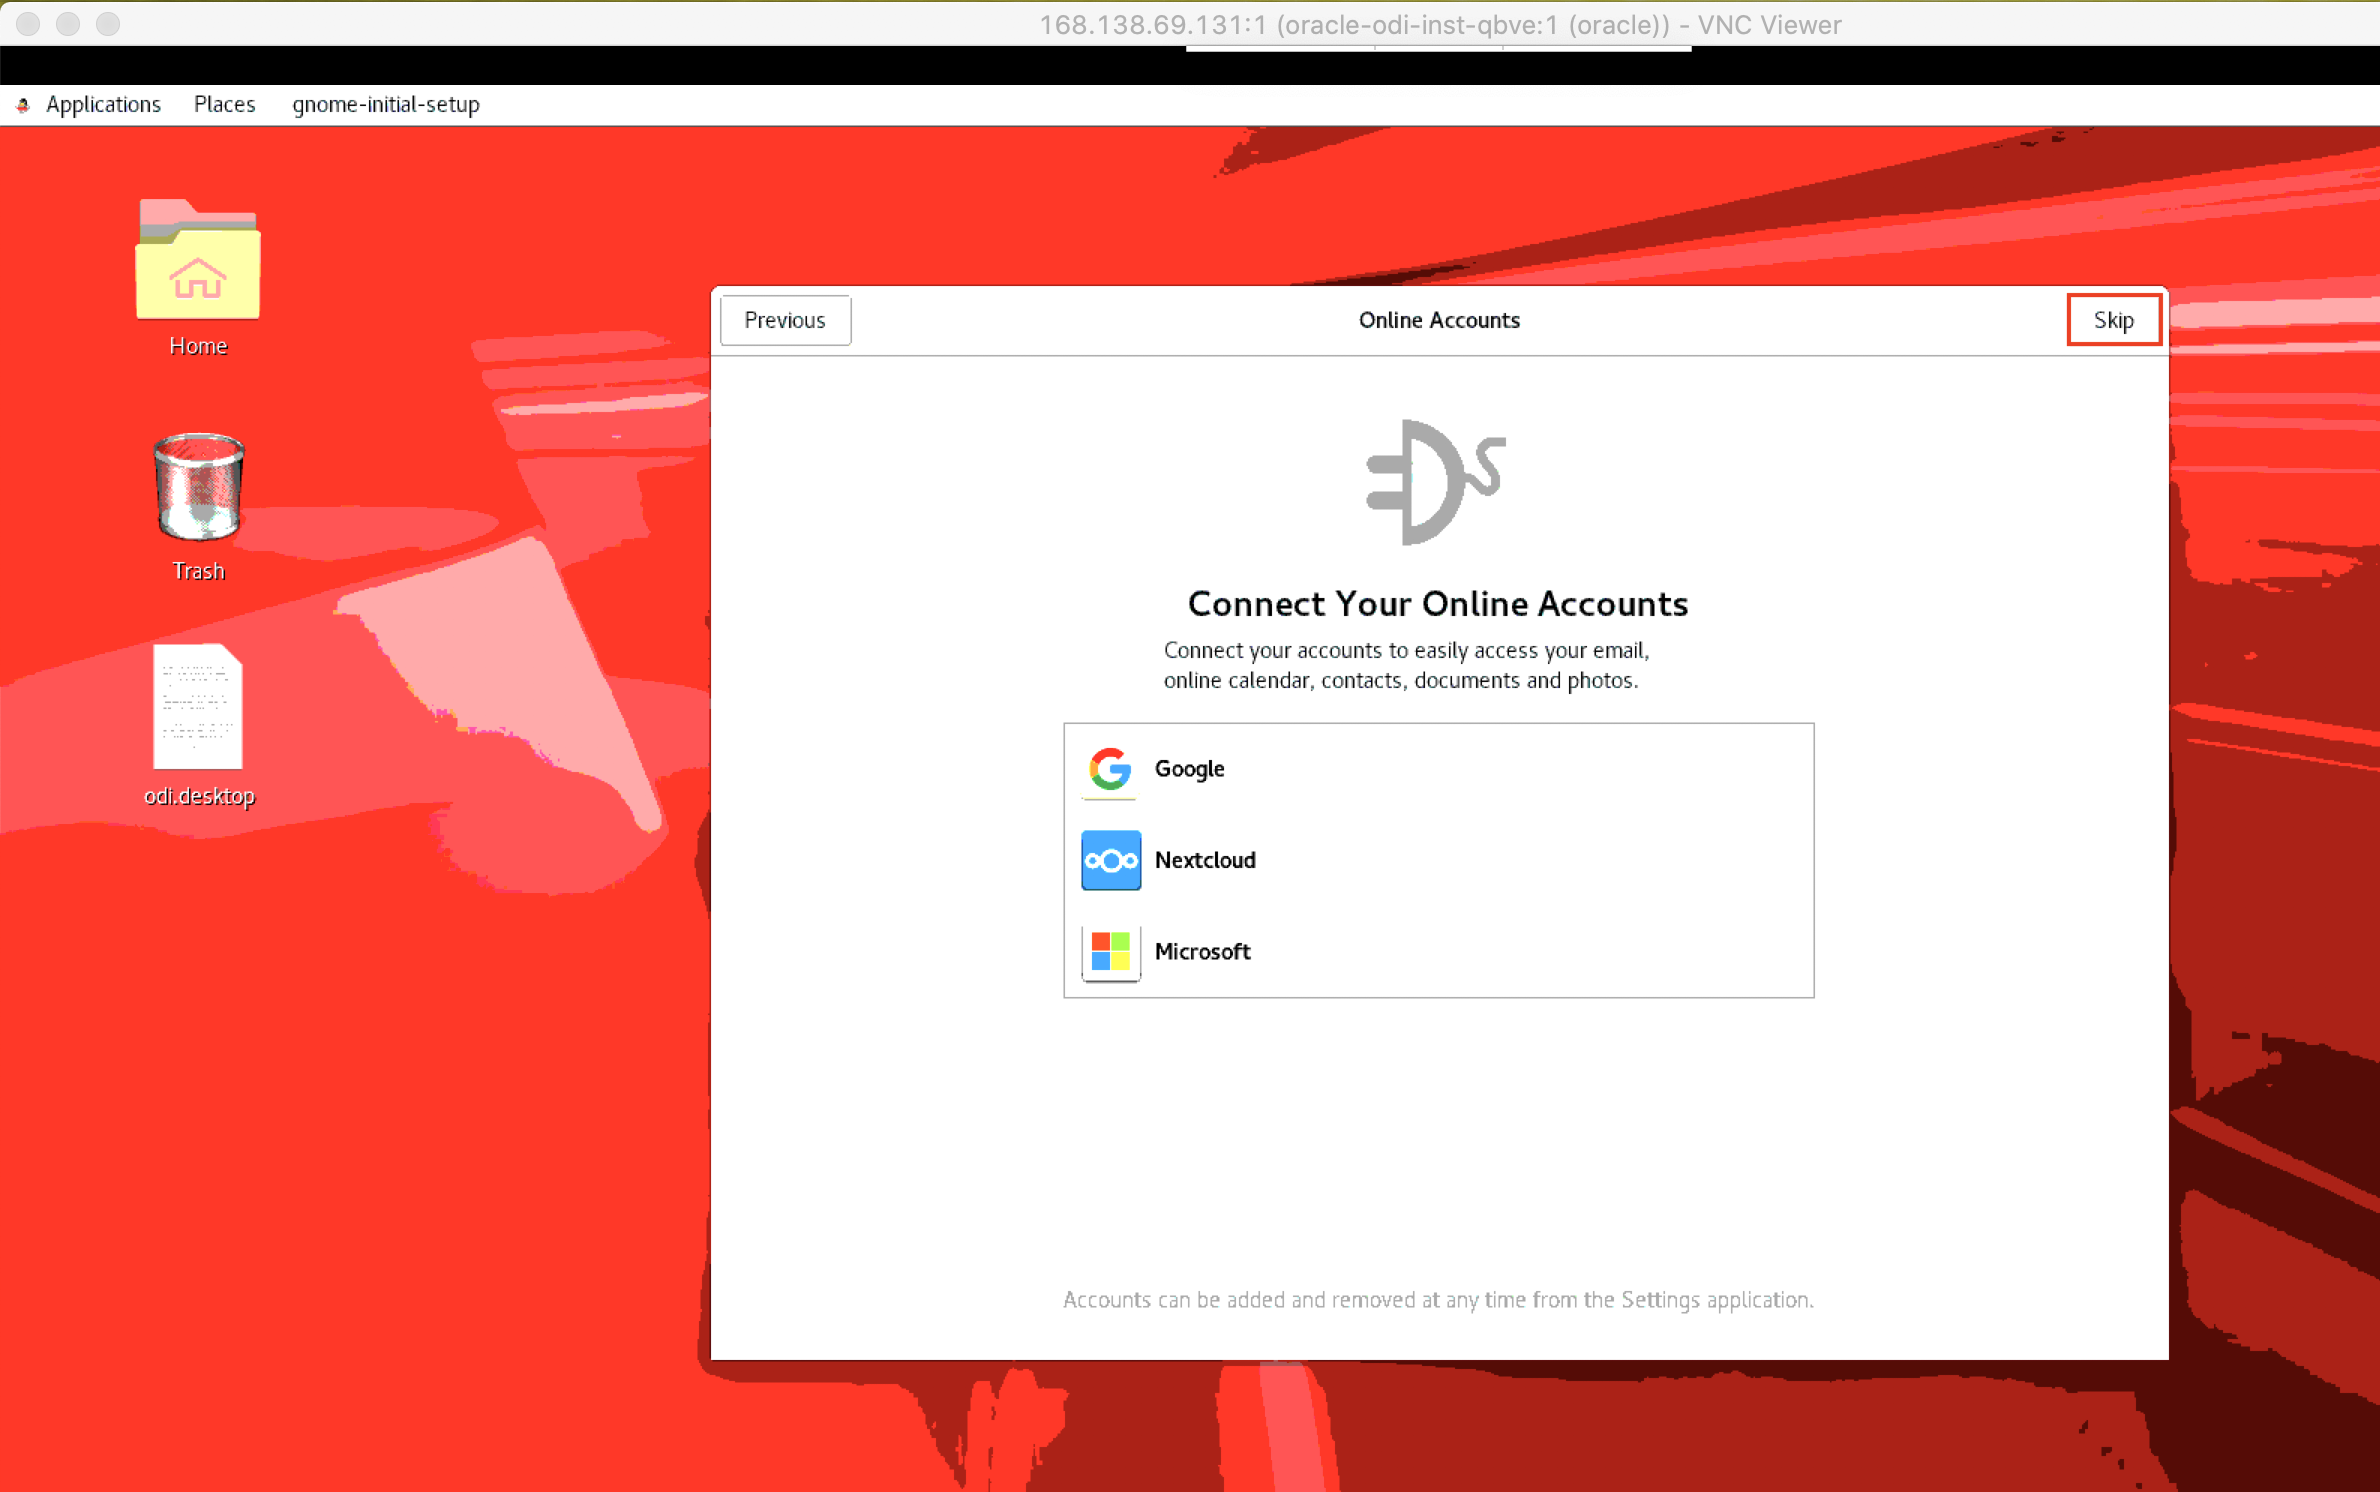 168.138.69.131:1 (oracle-odi-inst-qbve:1 (oracle)) - VNC Viewer
Applications Places gnome-initial-setup
Home
Trash
odi.desktop
Previous
Online Accounts
Skip
Connect Your Online Accounts
Connect your accounts to easily access your email,
online calendar, contacts, documents and photos.
Google
Nextcloud
Microsoft
Accounts can be added and removed at any time from the Settings application.